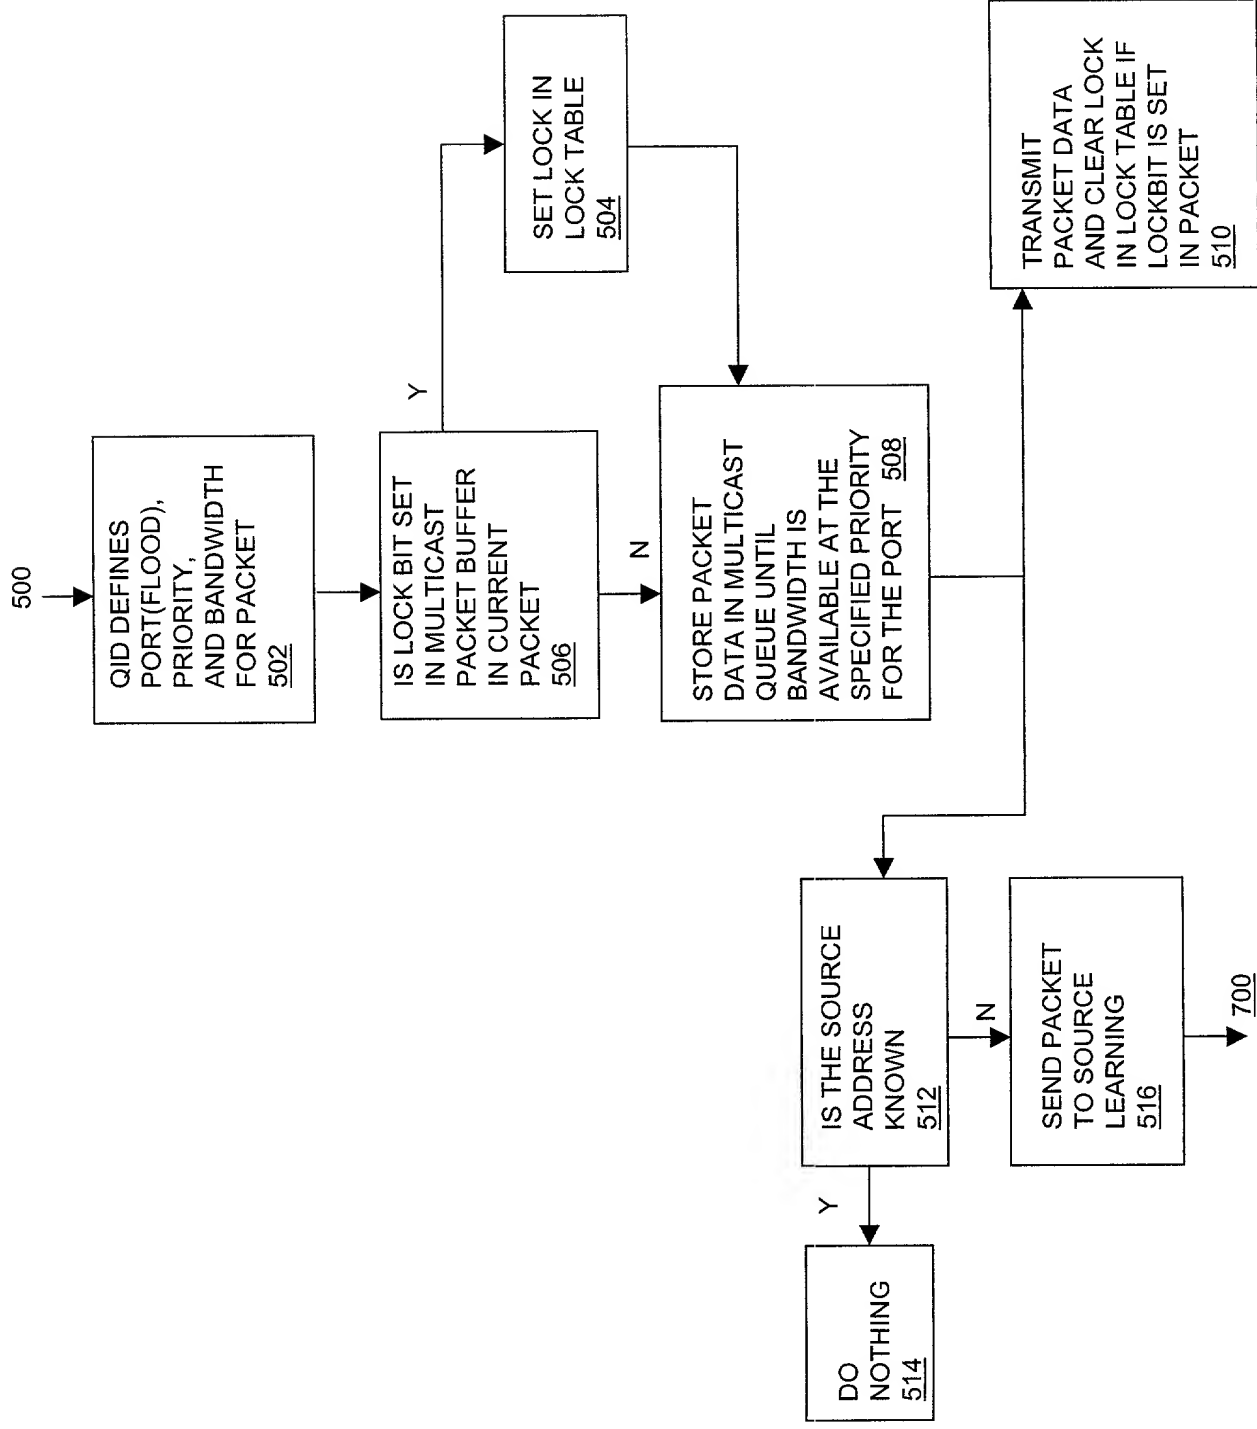 500
QID DEFINES
PORT(FLOOD),
PRIORITY,
AND BANDWIDTH
FOR PACKET
502
IS LOCK BIT SET
IN MULTICAST
PACKET BUFFER
IN CURRENT
PACKET
506
Y
SET LOCK IN
LOCK TABLE
504
N
STORE PACKET
DATA IN MULTICAST
QUEUE UNTIL
BANDWIDTH IS
AVAILABLE AT THE
SPECIFIED PRIORITY
FOR THE PORT 508
TRANSMIT
PACKET DATA
AND CLEAR LOCK
IN LOCK TABLE IF
LOCKBIT IS SET
IN PACKET
510
IS THE SOURCE
ADDRESS
KNOWN
512
Y
DO
NOTHING
514
N
SEND PACKET
TO SOURCE
LEARNING
516
700